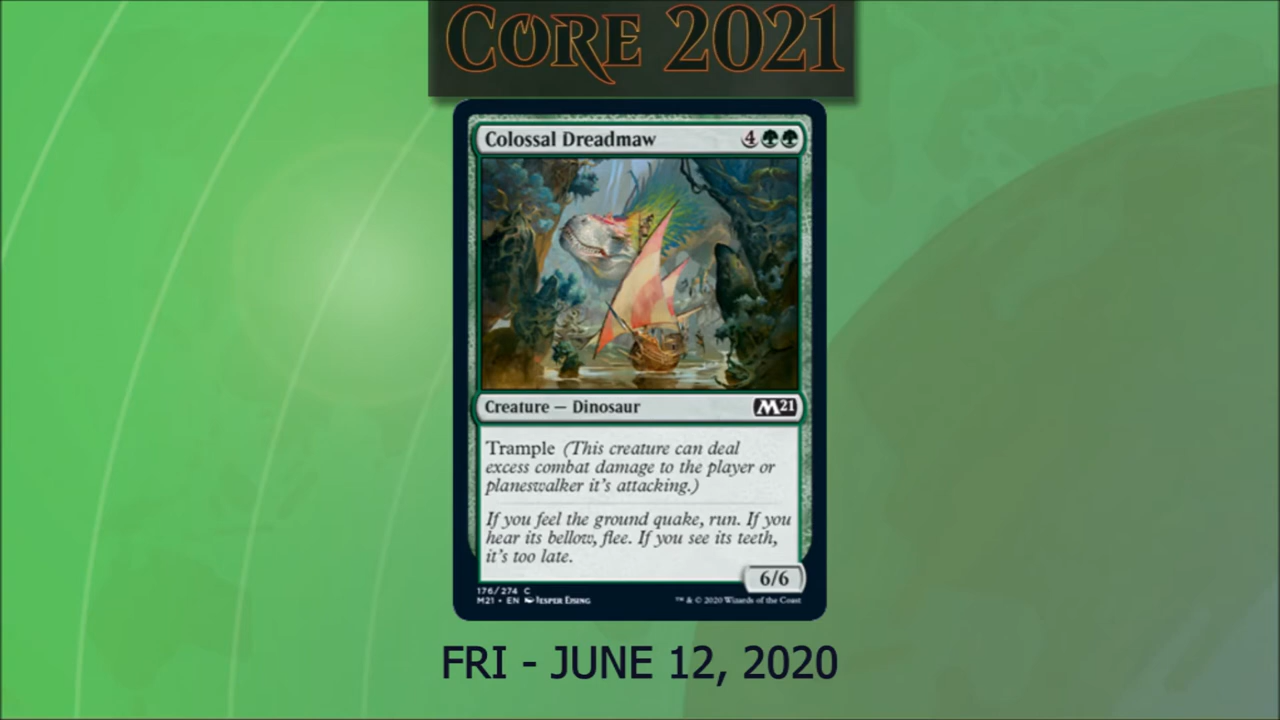 CORE 2021
Colossal Dreadmaw 4
Creature — Dinosaur M21
Trample (This creature can deal
excess combat damage to the player or
planeswalker it's attacking.)
If you feel the ground quake, run. If you
hear its bellow, flee. If you see its teeth,
it's too late.
6/6
176/274 C
M21 • EN JESPER EJSING ™ & © 2020 Wizards of the Coast
FRI - JUNE 12, 2020